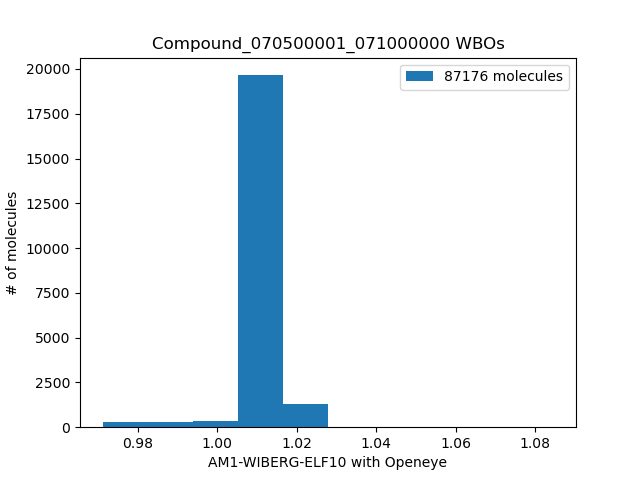 Compound_070500001_071000000 WBOs
87176 molecules
# of molecules
20000
17500
15000
12500
10000
7500
5000
2500
0
0.98 1.00 1.02 1.04 1.06 1.08
AM1-WIBERG-ELF10 with Openeye